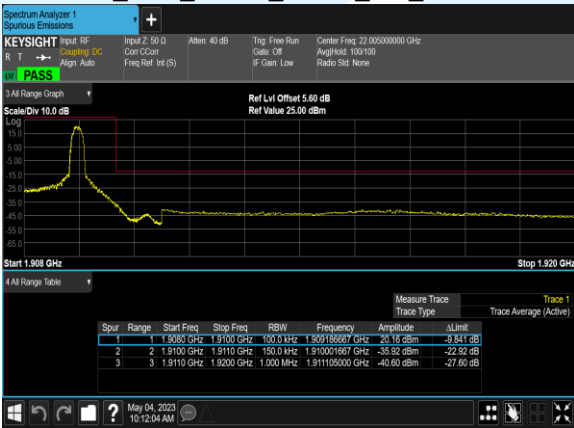 Spectrum Analyzer 1
Spurious Emissions
+
KEYSIGHT Input: RF Input Z: 50 Ω Atten: 40 dB Trig: Free Run Center Freq: 22.005000000 GHz
R T Coupling: DC Corr CCorr Gate: Off Avg|Hold: 100/100
Align: Auto Freq Ref: Int (S) IF Gain: Low Radio Std: None
PASS
3 All Range Graph
Ref Lvl Offset 5.60 dB
Scale/Div 10.0 dB Ref Value 25.00 dBm
Log
15.0
5.00
-5.00
-15.0
-25.0
-35.0
-45.0
-55.0
-65.0
Start 1.908 GHz Stop 1.920 GHz
4 All Range Table
Measure Trace Trace 1
Trace Type Trace Average (Active)
Spur Range Start Freq Stop Freq RBW Frequency Amplitude ΔLimit
1 1 1.9080 GHz 1.9100 GHz 100.0 kHz 1.909186667 GHz 20.16 dBm -9.841 dB
2 2 1.9100 GHz 1.9110 GHz 150.0 kHz 1.910001667 GHz -35.92 dBm -22.92 dB
3 3 1.9110 GHz 1.9200 GHz 1.000 MHz 1.911105000 GHz -40.60 dBm -27.60 dB
? May 04, 2023
10:12:04 AM